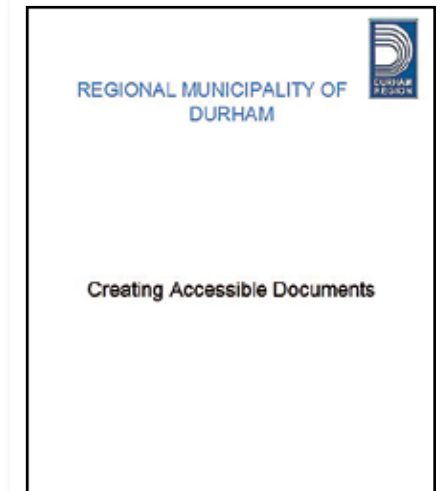 REGIONAL MUNICIPALITY OF
DURHAM
DURHAM
REGION
Creating Accessible Documents